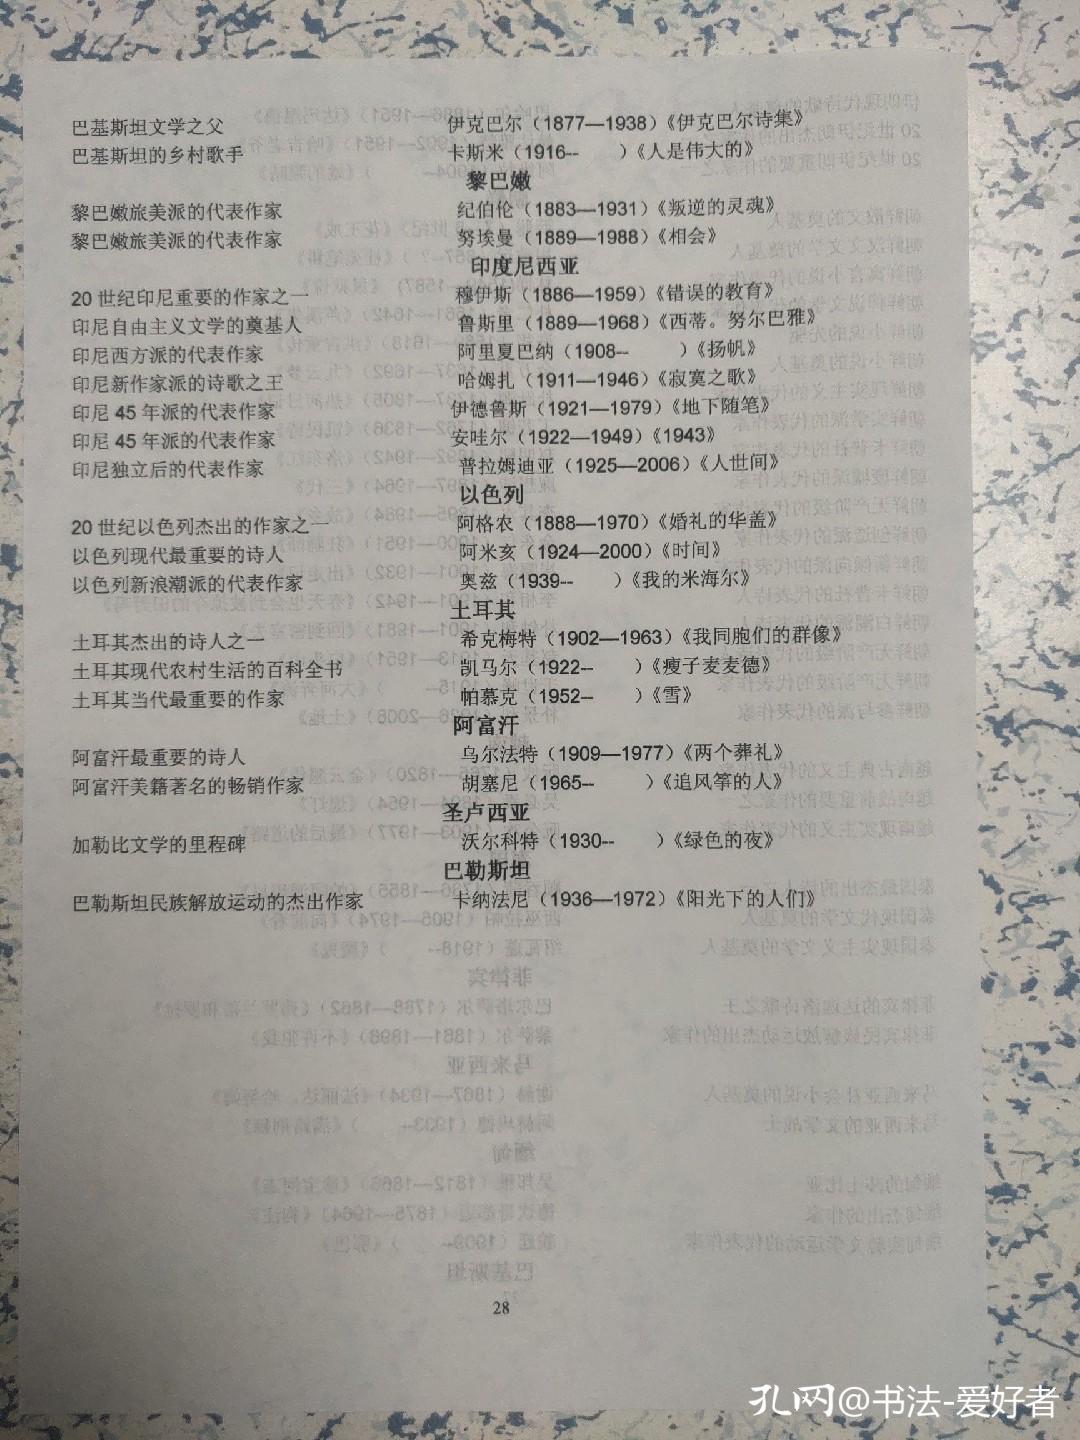 巴基斯坦文学之父 伊克巴尔（1877—1938）《伊克巴尔诗集》
巴基斯坦的乡村歌手 卡斯米（1916-- ）《人是伟大的》
黎巴嫩
黎巴嫩旅美派的代表作家 纪伯伦（1883—1931）《叛逆的灵魂》
黎巴嫩旅美派的代表作家 努埃曼（1889—1988）《相会》
印度尼西亚
20世纪印尼重要的作家之一 穆伊斯（1886—1959）《错误的教育》
印尼自由主义文学的奠基人 鲁斯里（1889—1968）《西蒂。努尔巴雅》
印尼西方派的代表作家 阿里夏巴纳（1908-- ）《扬帆》
印尼新作家派的诗歌之王 哈姆扎（1911—1946）《寂寞之歌》
印尼45年派的代表作家 伊德鲁斯（1921—1979）《地下随笔》
印尼45年派的代表作家 安哇尔（1922—1949）《1943》
印尼独立后的代表作家 普拉姆迪亚（1925—2006）《人世间》
以色列
20世纪以色列杰出的作家之一 阿格农（1888—1970）《婚礼的华盖》
以色列现代最重要的诗人 阿米亥（1924—2000）《时间》
以色列新浪潮派的代表作家 奥兹（1939-- ）《我的米海尔》
土耳其
土耳其杰出的诗人之一 希克梅特（1902—1963）《我同胞们的群像》
土耳其现代农村生活的百科全书 凯马尔（1922-- ）《瘦子麦麦德》
土耳其当代最重要的作家 帕慕克（1952-- ）《雪》
阿富汗
阿富汗最重要的诗人 乌尔法特（1909—1977）《两个葬礼》
阿富汗美籍著名的畅销作家 胡塞尼（1965-- ）《追风筝的人》
圣卢西亚
加勒比文学的里程碑 沃尔科特（1930-- ）《绿色的夜》
巴勒斯坦
巴勒斯坦民族解放运动的杰出作家 卡纳法尼（1936—1972）《阳光下的人们》
28
孔网@书法-爱好者